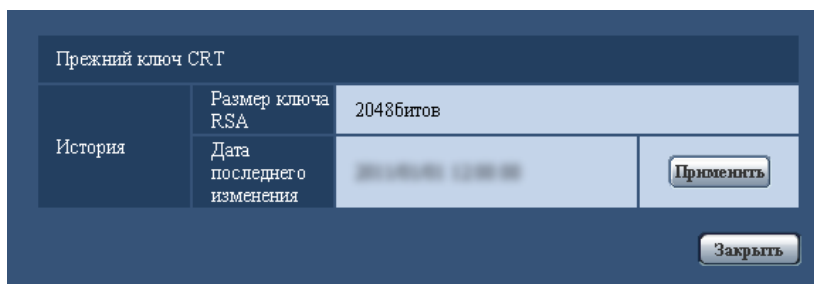 Прежний ключ CRT
История
Размер ключа
RSA
2048битов
Дата
последнего
изменения
Применить
Закрыть